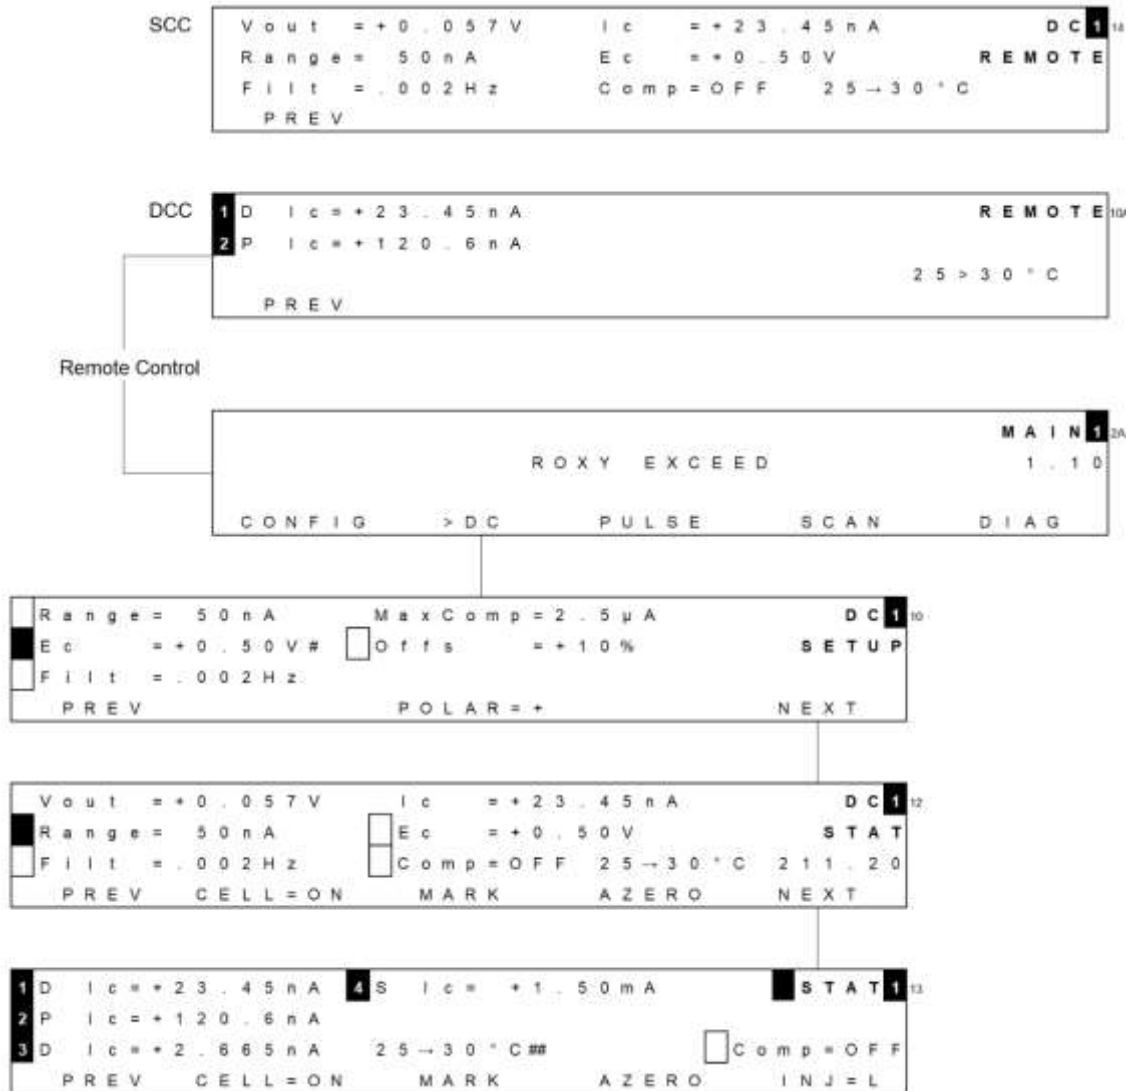 SCC
Vout =+0.057V Ic =+23.45nA DC 1 14
Range= 50nA Ec =+0.50V REMOTE
Filt =.002Hz Comp=OFF 25→30°C
PREV
DCC
1 D Ic=+23.45nA REMOTE 10A
2 P Ic=+120.6nA
25>30°C
PREV
Remote Control
MAIN 1 2A
ROXY EXCEED 1.10
CONFIG >DC PULSE SCAN DIAG
Range= 50nA MaxComp=2.5µA DC 1 10
Ec =+0.50V# Offs =+10% SETUP
Filt =.002Hz
PREV POLAR=+ NEXT
Vout =+0.057V Ic =+23.45nA DC 1 12
Range= 50nA Ec =+0.50V STAT
Filt =.002Hz Comp=OFF 25→30°C 211.20
PREV CELL=ON MARK AZERO NEXT
1 D Ic=+23.45nA 4 S Ic= +1.50mA STAT 1 13
2 P Ic=+120.6nA
3 D Ic=+2.665nA 25→30°C## Comp=OFF
PREV CELL=ON MARK AZERO INJ=L